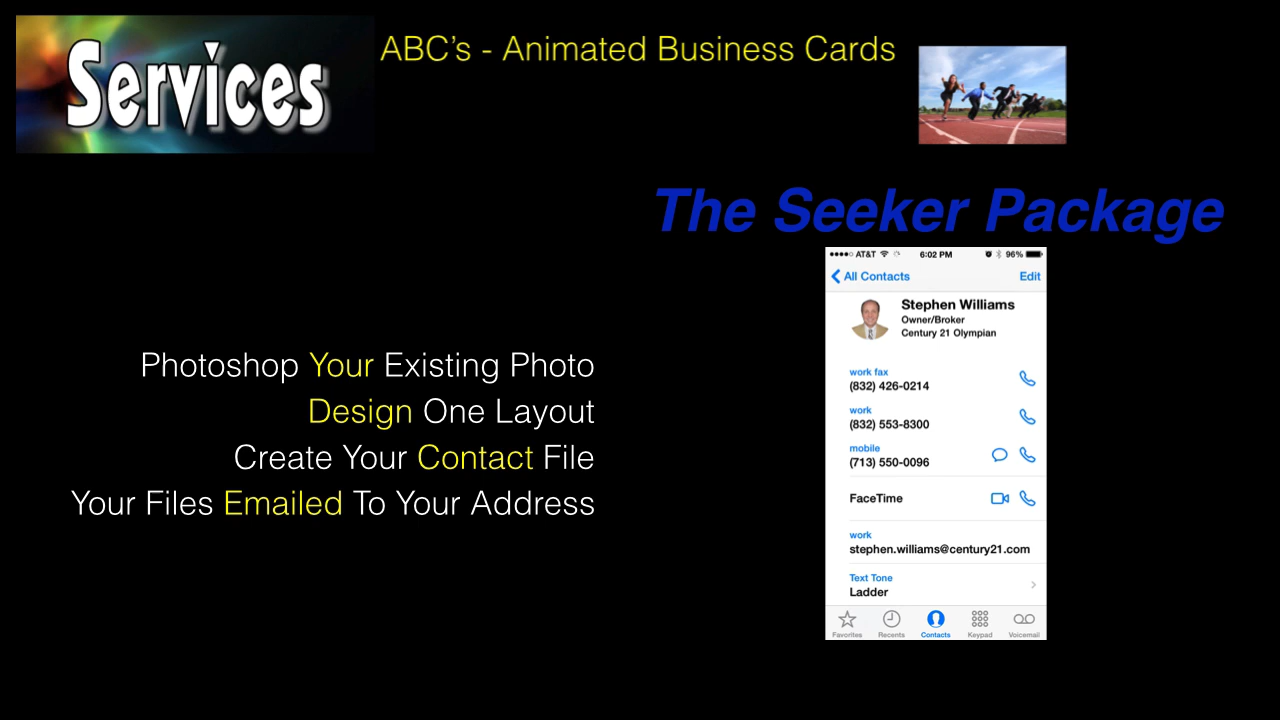 Services
ABC's - Animated Business Cards
The Seeker Package
Photoshop Your Existing Photo
Design One Layout
Create Your Contact File
Your Files Emailed To Your Address
AT&T 6:02 PM 96%
All Contacts Edit
Stephen Williams
Owner/Broker
Century 21 Olympian
work fax
(832) 426-0214
work
(832) 553-8300
mobile
(713) 550-0096
FaceTime
work
stephen.williams@century21.com
Text Tone
Ladder
Favorites Recents Contacts Keypad Voicemail